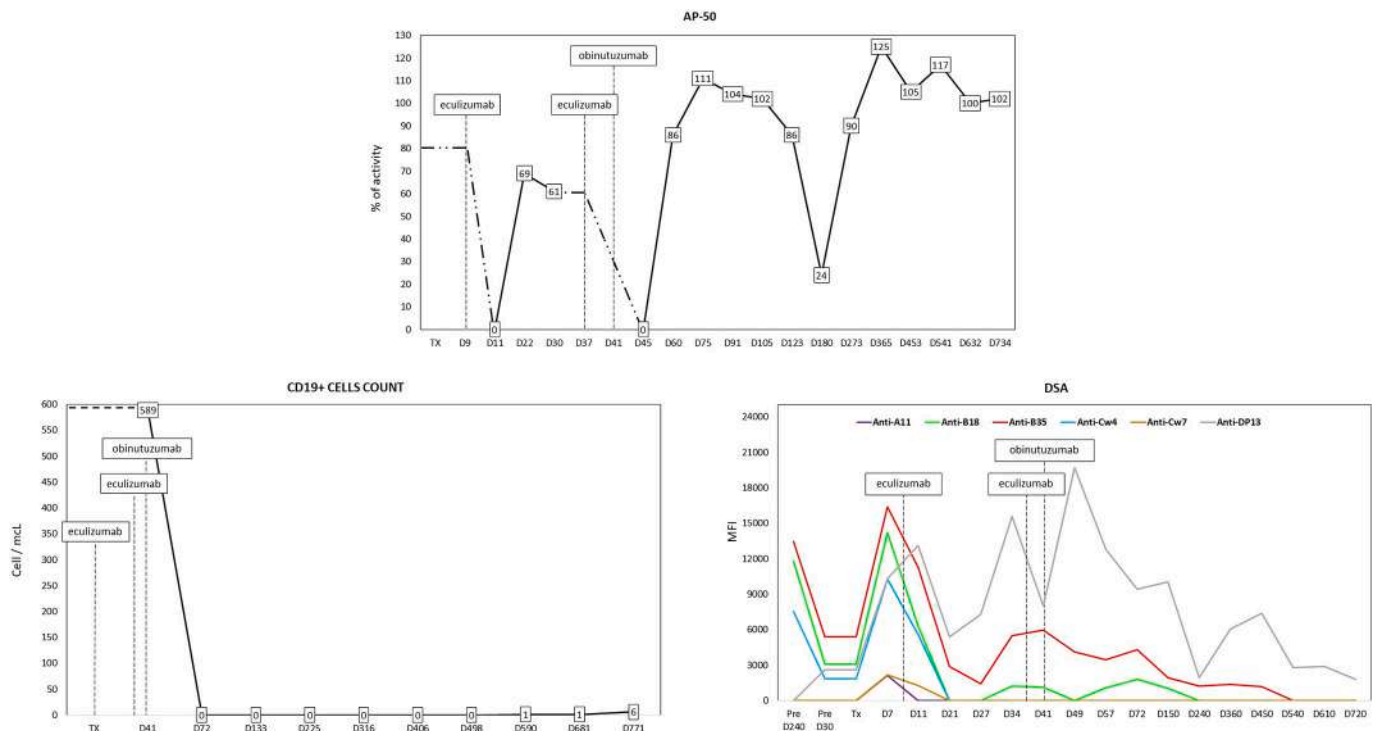 AP-50
130
120
110
100
90
80
70
60
50
40
30
20
10
0
% of activity
obinutuzumab
eculizumab
eculizumab
0
69
61
0
86
111
104
102
86
24
90
125
105
117
100
102
TX D9 D11 D22 D30 D37 D41 D45 D60 D75 D91 D105 D123 D180 D273 D365 D453 D541 D632 D734
CD19+ CELLS COUNT
600
550
500
450
400
350
300
250
200
150
100
50
0
Cell / mcL
589
obinutuzumab
eculizumab
eculizumab
0 0 0 0 0 0 1 1 6
TX D41 D72 D133 D225 D316 D406 D498 D590 D681 D771
DSA
Anti-A11 Anti-B18 Anti-B35 Anti-Cw4 Anti-Cw7 Anti-DP13
24000
21000
18000
15000
12000
9000
6000
3000
0
MFI
obinutuzumab
eculizumab
eculizumab
Pre D240 Pre D30 Tx D7 D11 D21 D27 D34 D41 D49 D57 D72 D150 D240 D360 D450 D540 D610 D720